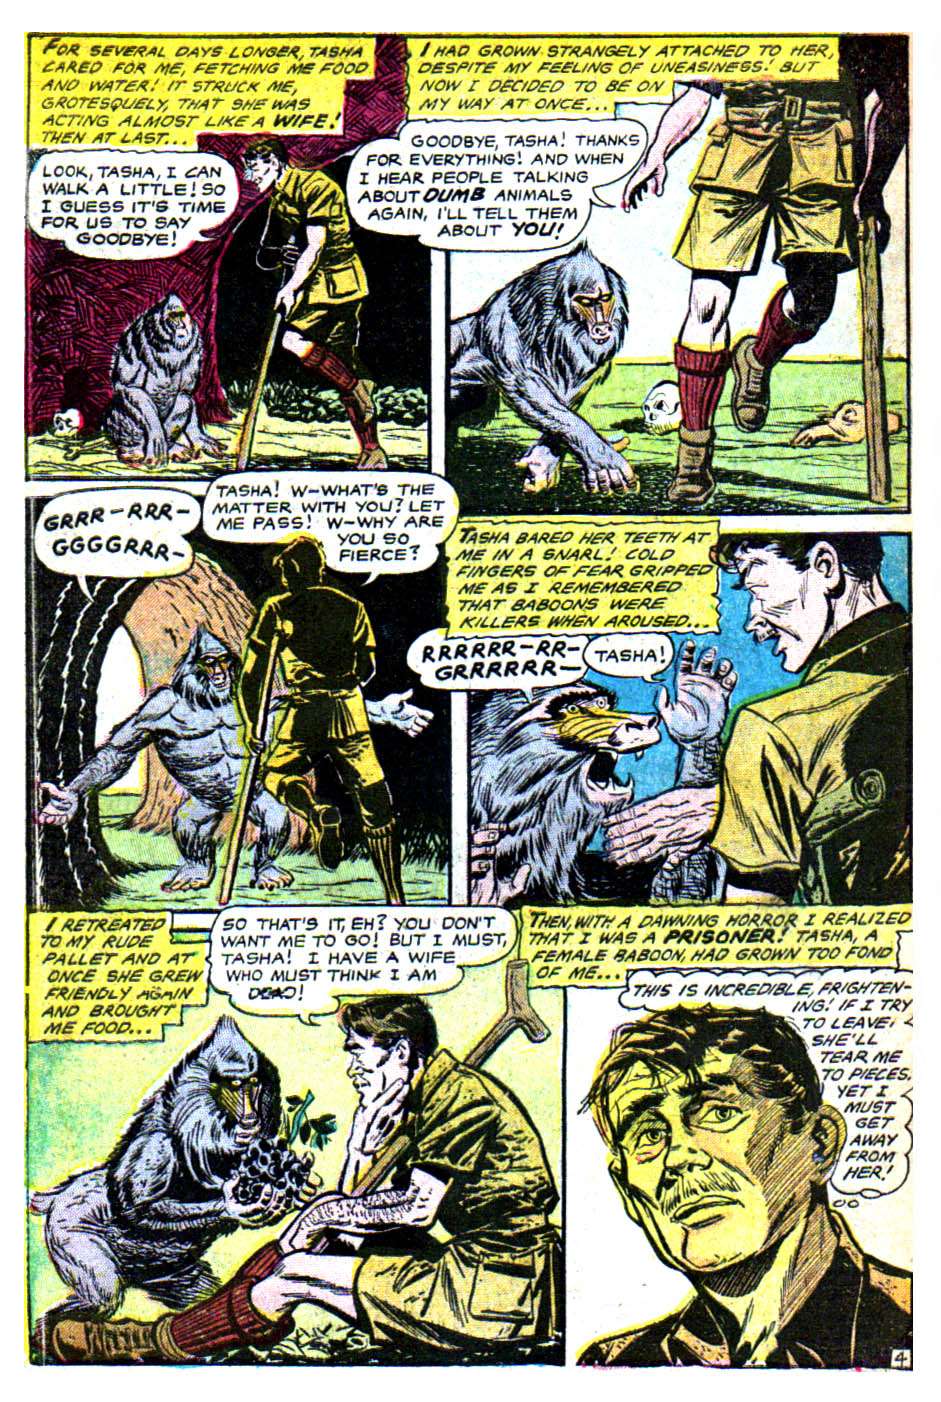 FOR SEVERAL DAYS LONGER, TASHA
CARED FOR ME, FETCHING ME FOOD
AND WATER! IT STRUCK ME,
GROTESQUELY, THAT SHE WAS
ACTING ALMOST LIKE A WIFE!
THEN AT LAST...
LOOK, TASHA, I CAN
WALK A LITTLE! SO
I GUESS IT'S TIME
FOR US TO SAY
GOODBYE!
I HAD GROWN STRANGELY ATTACHED TO HER,
DESPITE MY FEELING OF UNEASINESS! BUT
NOW I DECIDED TO BE ON
MY WAY AT ONCE...
GOODBYE, TASHA! THANKS
FOR EVERYTHING! AND WHEN
I HEAR PEOPLE TALKING
ABOUT DUMB ANIMALS
AGAIN, I'LL TELL THEM
ABOUT YOU!
GRRR-RRR-
GGGGRRR-
TASHA! W-WHAT'S THE
MATTER WITH YOU? LET
ME PASS! W-WHY ARE
YOU SO
FIERCE?
TASHA BARED HER TEETH AT
ME IN A SNARL! COLD
FINGERS OF FEAR GRIPPED
ME AS I REMEMBERED
THAT BABOONS WERE
KILLERS WHEN AROUSED...
RRRRRR-RR-
GRRRRRR-
TASHA!
I RETREATED
TO MY RUDE
PALLET AND AT
ONCE SHE GREW
FRIENDLY AGAIN
AND BROUGHT
ME FOOD...
SO THAT'S IT, EH? YOU DON'T
WANT ME TO GO! BUT I MUST,
TASHA! I HAVE A WIFE
WHO MUST THINK I AM
DEAD!
THEN, WITH A DAWNING HORROR I REALIZED
THAT I WAS A PRISONER! TASHA, A
FEMALE BABOON, HAD GROWN TOO FOND
OF ME...
THIS IS INCREDIBLE, FRIGHTEN-
ING! IF I TRY
TO LEAVE,
SHE'LL
TEAR ME
TO PIECES.
YET I
MUST
GET
AWAY
FROM
HER!
4